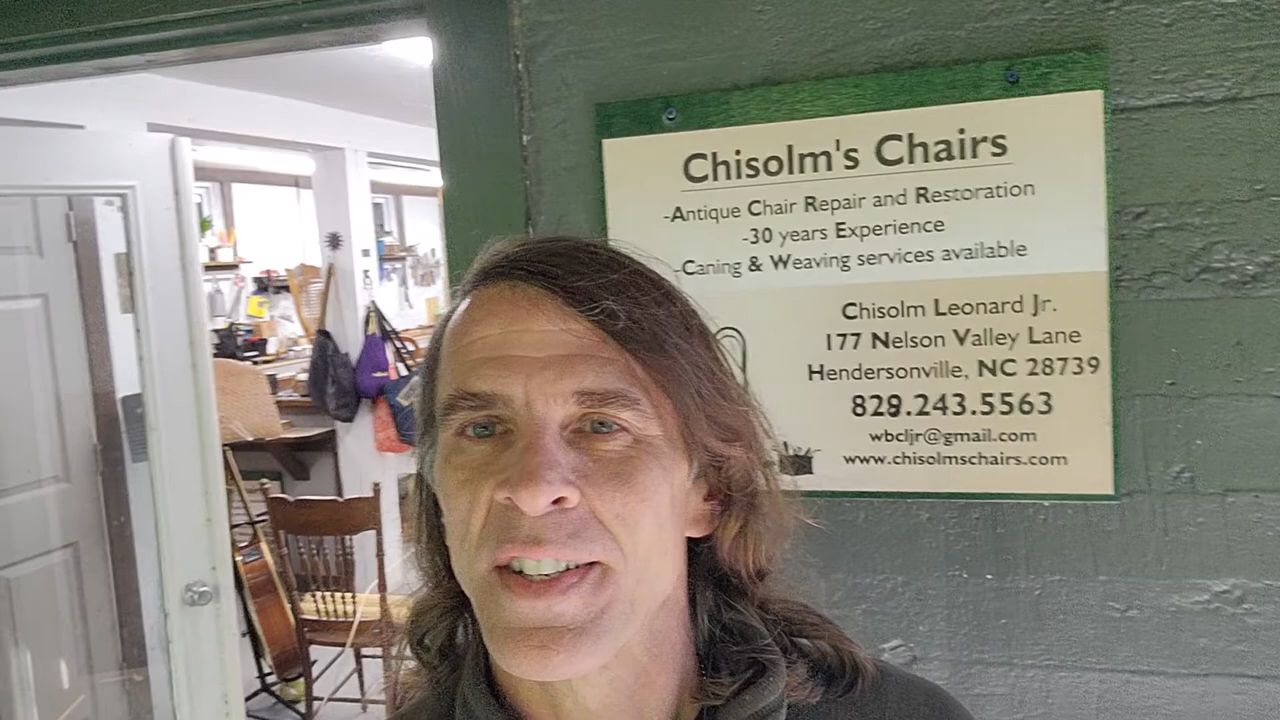 Chisolm's Chairs
-Antique Chair Repair and Restoration
-30 years Experience
-Caning & Weaving services available
Chisolm Leonard Jr.
177 Nelson Valley Lane
Hendersonville, NC 28739
829.243.5563
wbcljr@gmail.com
www.chisolmschairs.com